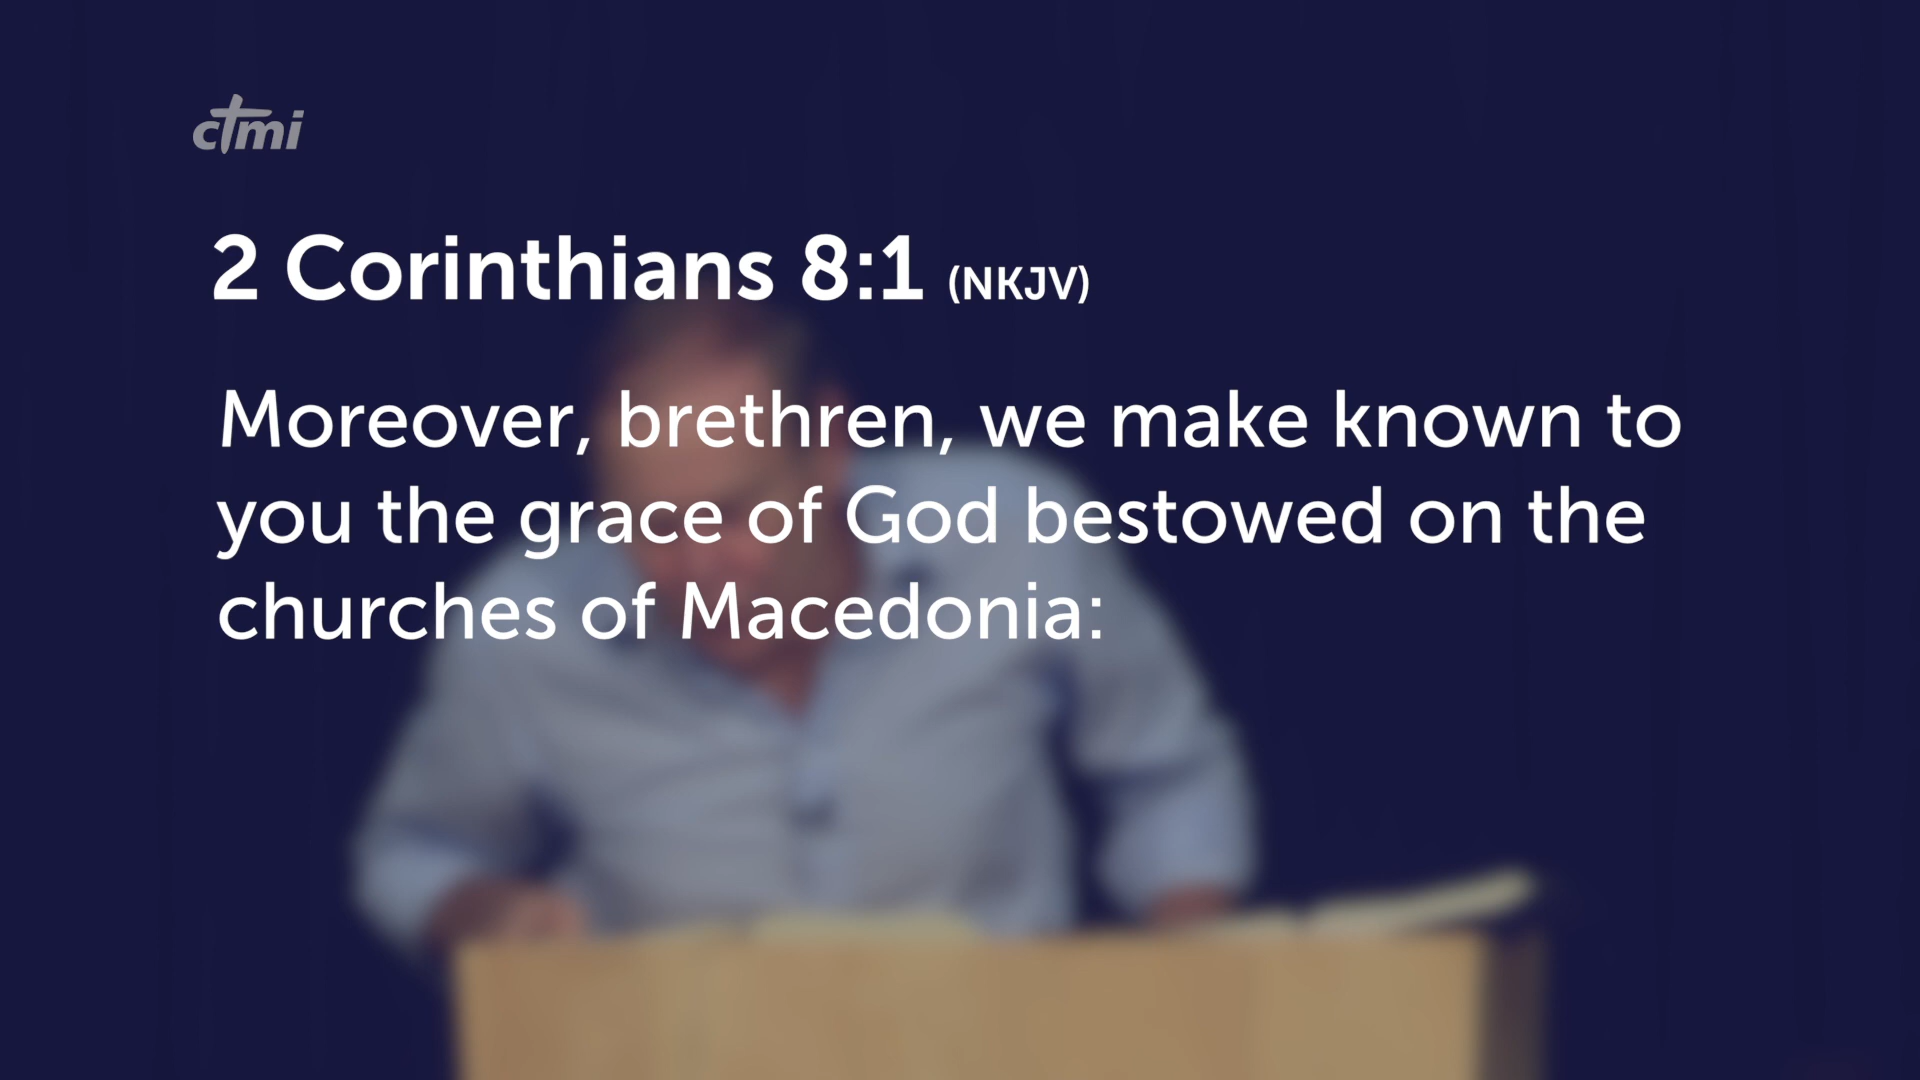 cTmi
2 Corinthians 8:1 (NKJV)
Moreover, brethren, we make known to
you the grace of God bestowed on the
churches of Macedonia: